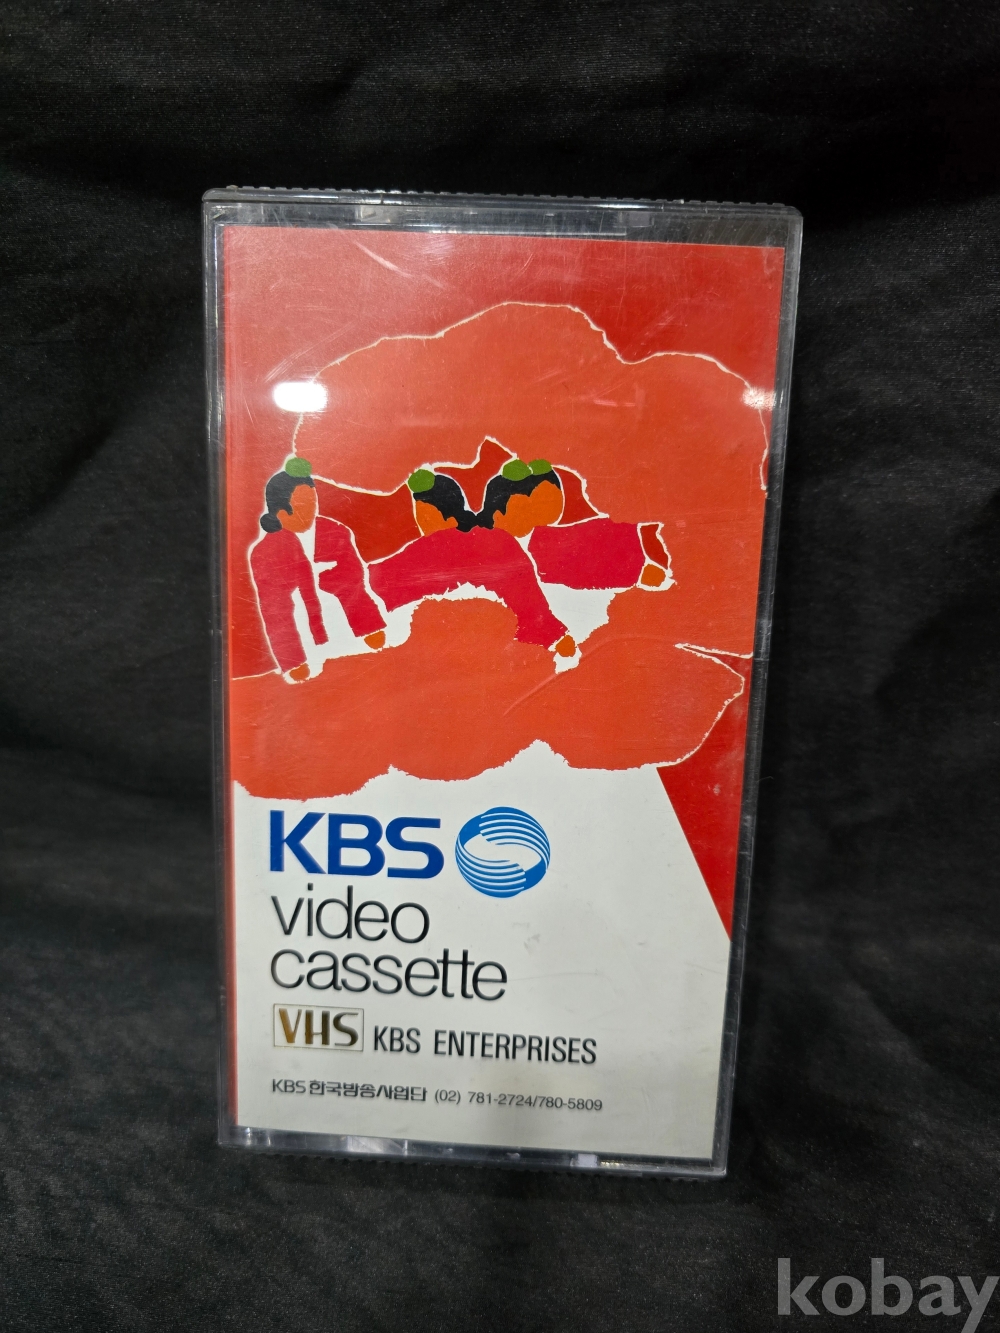 KBS
video
cassette
VHS KBS ENTERPRISES
KBS 한국방송사업단 (02) 781-2724/780-5809
kobay